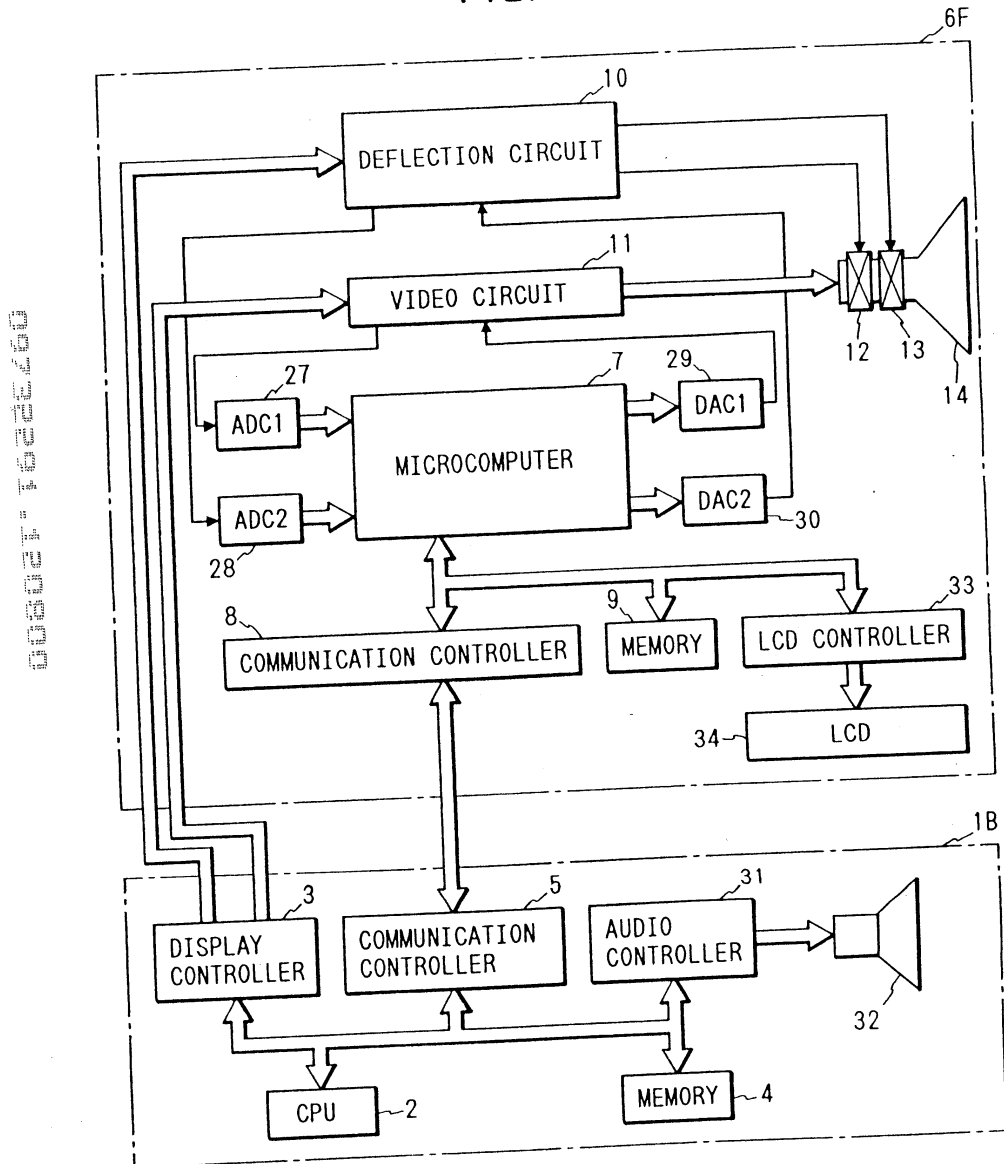 6F
10
DEFLECTION CIRCUIT
11
VIDEO CIRCUIT
12
13
14
27
ADC1
7
MICROCOMPUTER
29
DAC1
ADC2
28
DAC2
30
8
COMMUNICATION CONTROLLER
9
MEMORY
33
LCD CONTROLLER
34
LCD
1B
3
DISPLAY
CONTROLLER
5
COMMUNICATION
CONTROLLER
31
AUDIO
CONTROLLER
32
CPU
2
MEMORY
4